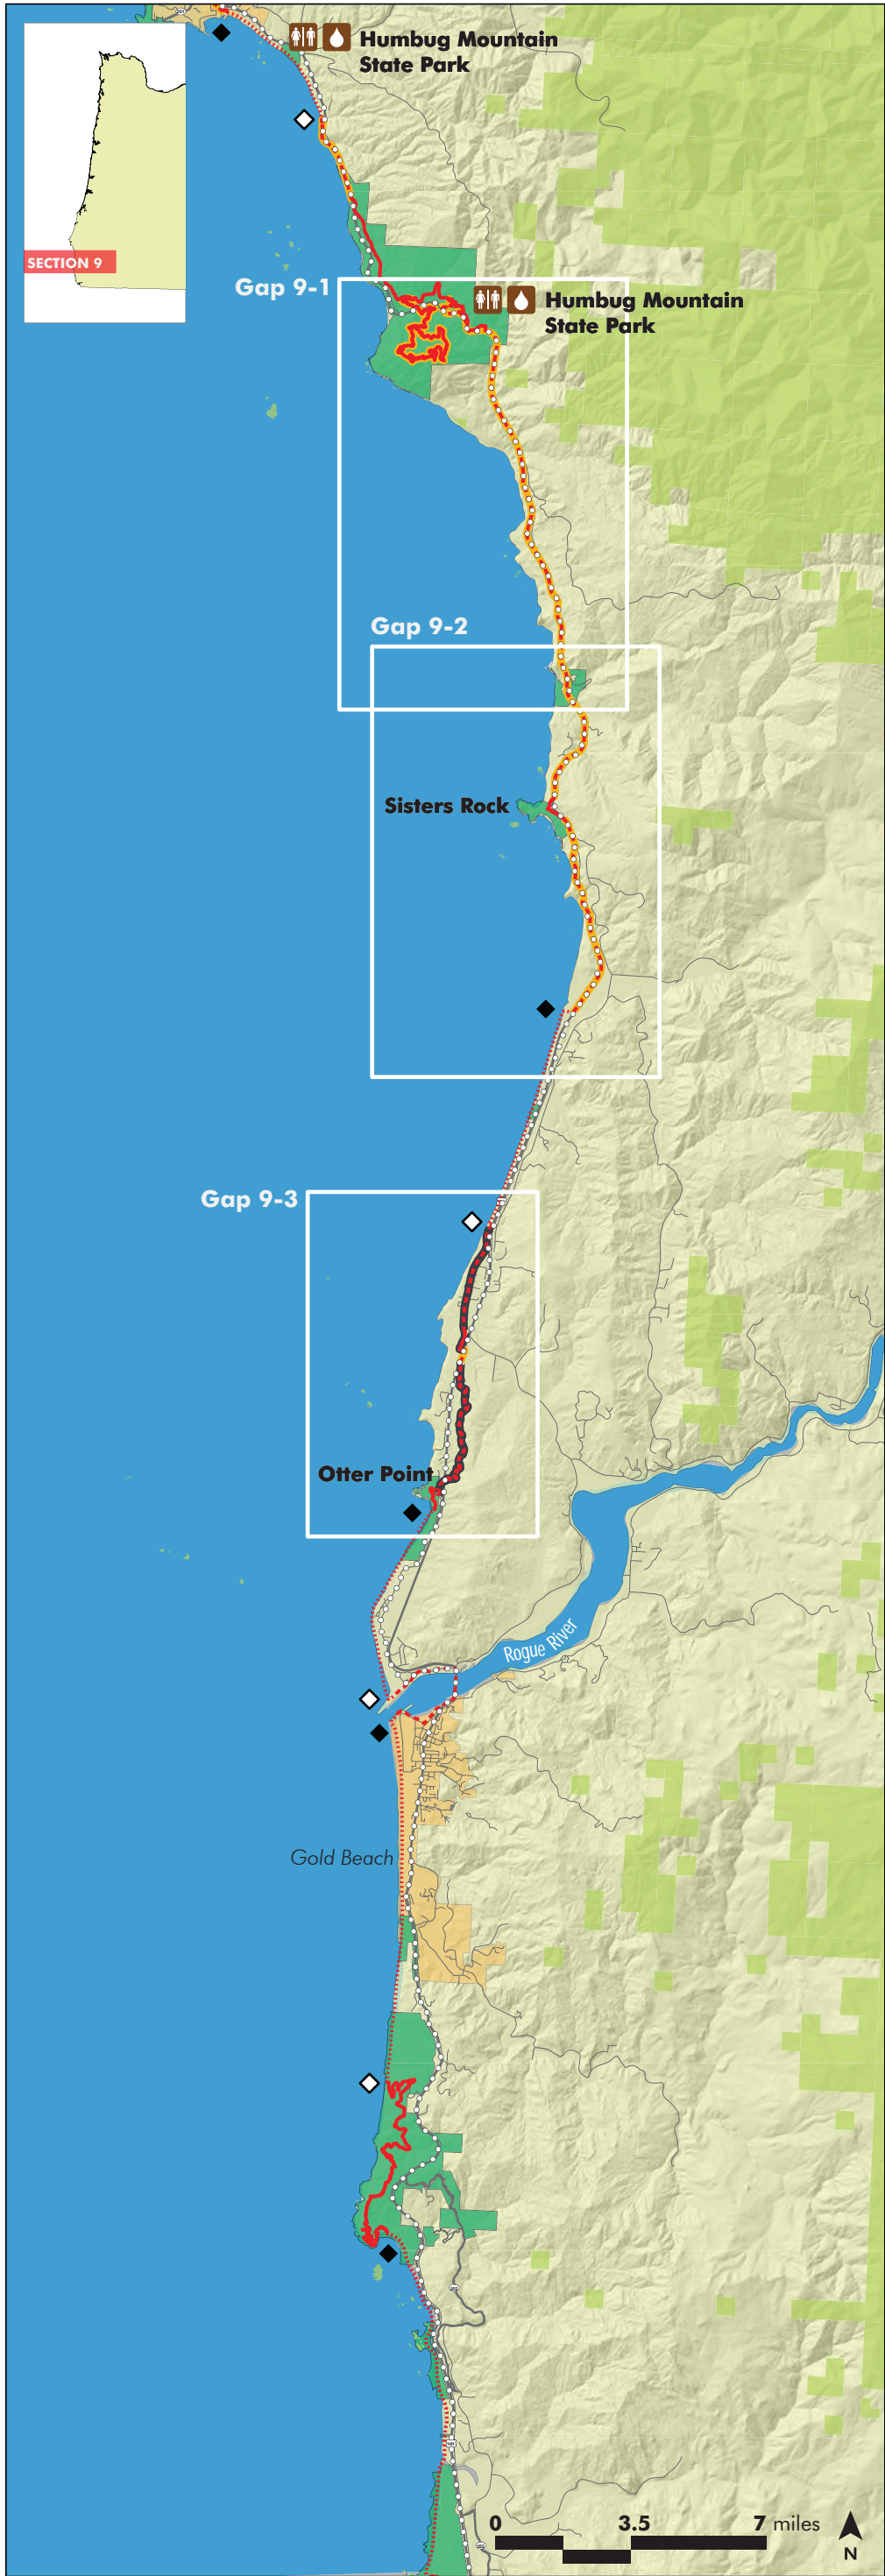 Humbug Mountain
State Park
SECTION 9
Gap 9-1
Humbug Mountain
State Park
Gap 9-2
Sisters Rock
Gap 9-3
Otter Point
Rogue River
Gold Beach
0 3.5 7 miles
N